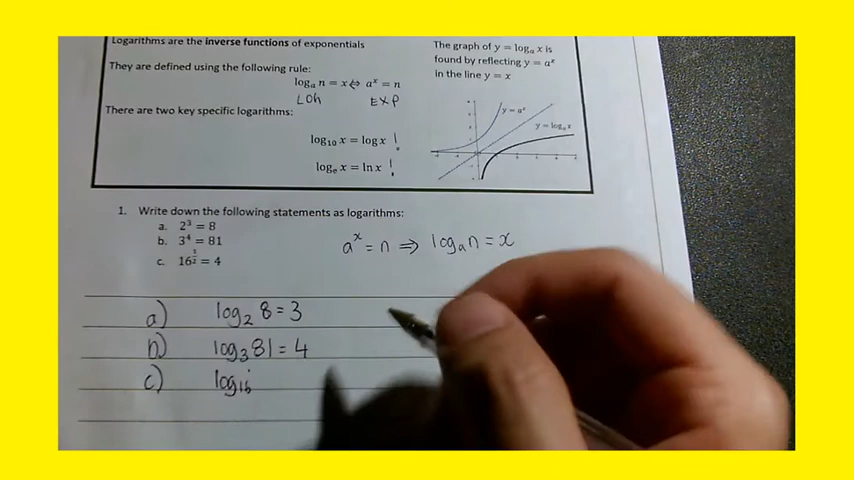 Logarithms are the inverse functions of exponentials
They are defined using the following rule:
logₐ n = x ⇔ aˣ = n
LOG EXP
There are two key specific logarithms:
log₁₀ x = log x !
logₑ x = ln x !
The graph of y = logₐ x is
found by reflecting y = aˣ
in the line y = x
y = aˣ
y = logₐ x
1. Write down the following statements as logarithms:
a. 2³ = 8
b. 3⁴ = 81
c. 16^½ = 4
aˣ = n ⇒ logₐ n = x
a) log₂ 8 = 3
b) log₃ 81 = 4
c) log₁₆